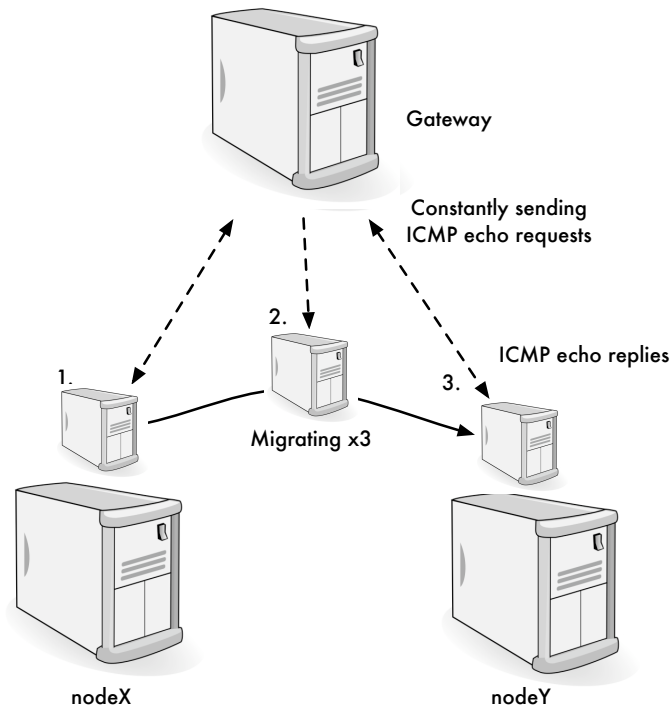 Gateway
Constantly sending
ICMP echo requests
2.
ICMP echo replies
1.
3.
Migrating x3
nodeX
nodeY